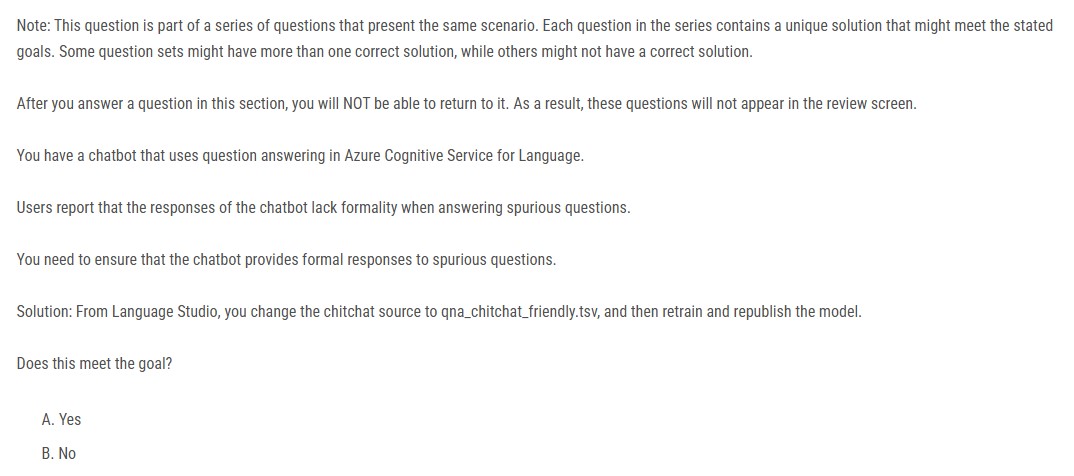 Note: This question is part of a series of questions that present the same scenario. Each question in the series contains a unique solution that might meet the stated
goals. Some question sets might have more than one correct solution, while others might not have a correct solution.
After you answer a question in this section, you will NOT be able to return to it. As a result, these questions will not appear in the review screen.
You have a chatbot that uses question answering in Azure Cognitive Service for Language.
Users report that the responses of the chatbot lack formality when answering spurious questions.
You need to ensure that the chatbot provides formal responses to spurious questions.
Solution: From Language Studio, you change the chitchat source to qna_chitchat_friendly.tsv, and then retrain and republish the model.
Does this meet the goal?
A. Yes
B. No